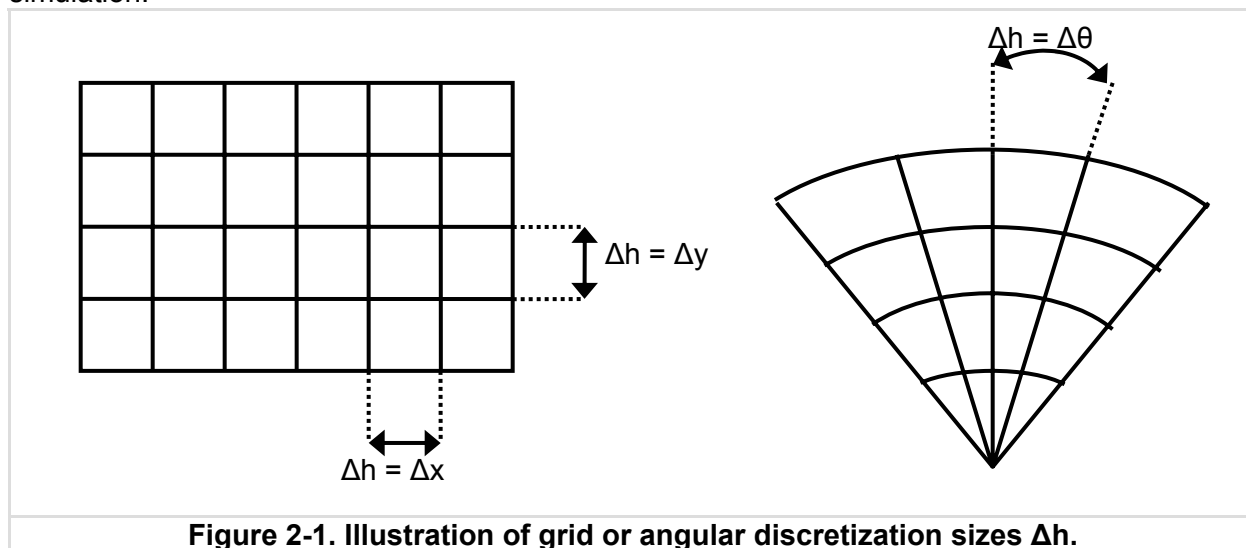 simulation.
Δh = Δθ
Δh = Δy
Δh = Δx
Figure 2-1. Illustration of grid or angular discretization sizes Δh.